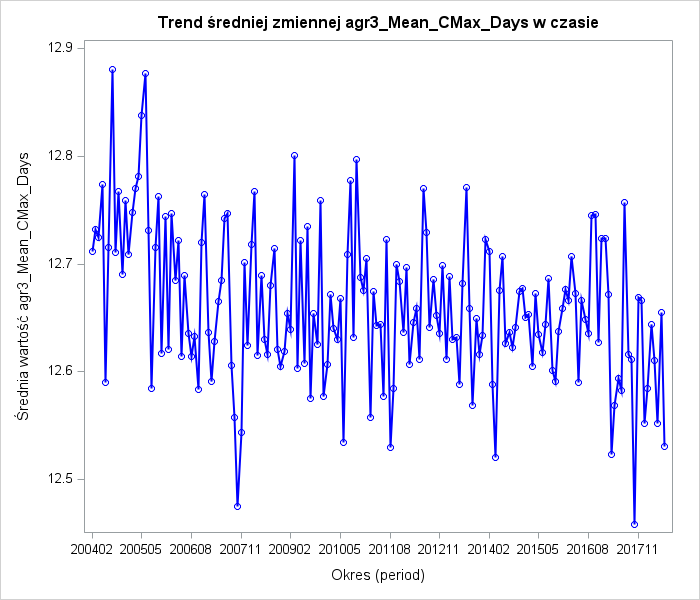 Trend średniej zmiennej agr3_Mean_CMax_Days w czasie
Średnia wartość agr3_Mean_CMax_Days
12.9
12.8
12.7
12.6
12.5
200402 200505 200608 200711 200902 201005 201108 201211 201402 201505 201608 201711
Okres (period)